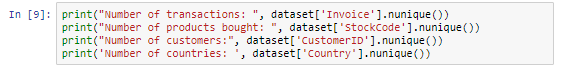 In [9]: print("Number of transactions: ", dataset['Invoice'].nunique())
print("Number of products bought: ", dataset['StockCode'].nunique())
print("Number of customers:", dataset['CustomerID'].nunique())
print('Number of countries: ', dataset['Country'].nunique())